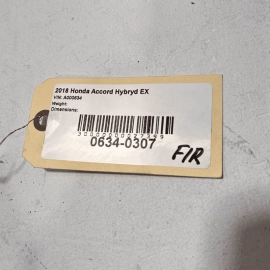 2018 Honda Accord Hybryd EX
VIN: A000634
Weight:
Dimensions:
0634-0307
F/R